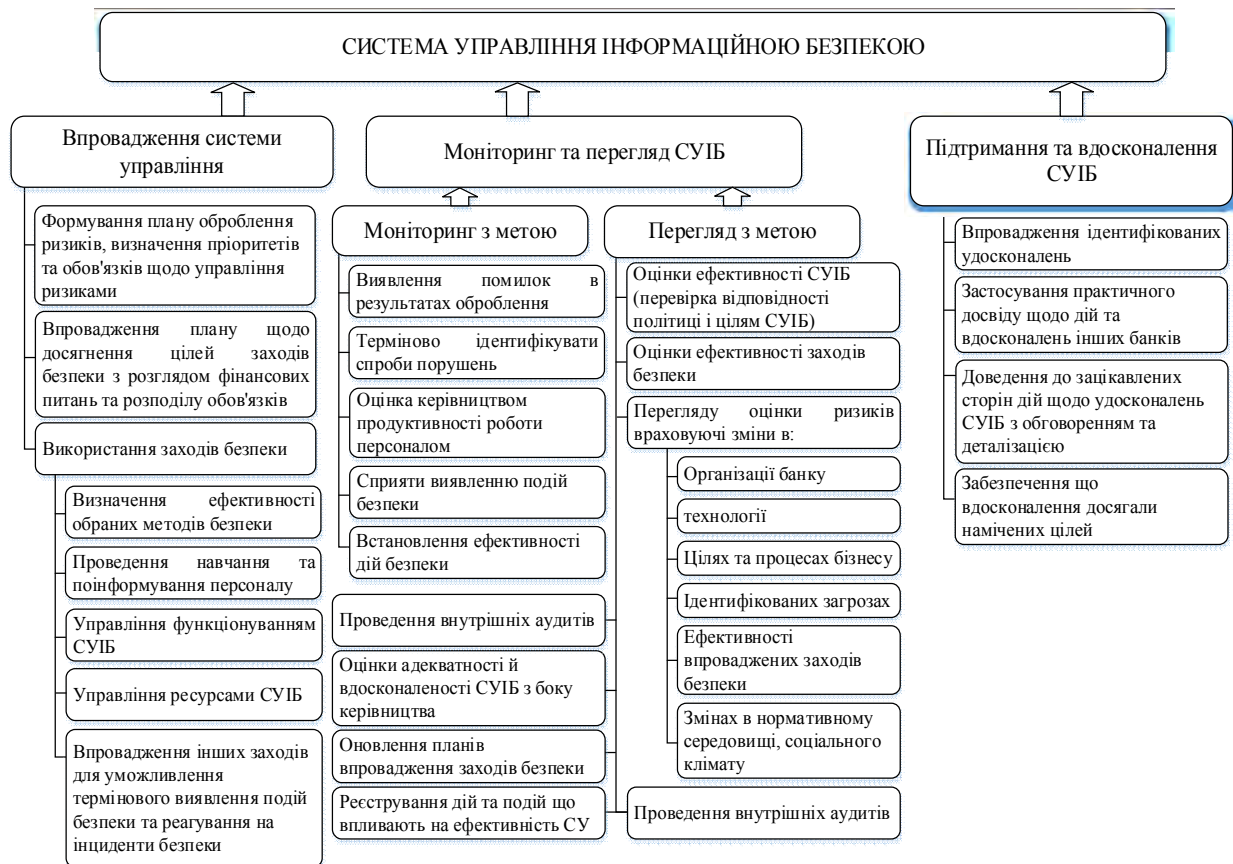 СИСТЕМА УПРАВЛІННЯ ІНФОРМАЦІЙНОЮ БЕЗПЕКОЮ
Впровадження системи
управління
Формування плану оброблення
ризиків, визначення пріоритетів
та обов'язків щодо управління
ризиками
Впровадження плану щодо
досягнення цілей заходів
безпеки з розглядом фінансових
питань та розподілу обов'язків
Використання заходів безпеки
Визначення ефективності
обраних методів безпеки
Проведення навчання та
поінформування персоналу
Управління функціонуванням
СУІБ
Управління ресурсами СУІБ
Впровадження інших заходів
для уможливлення
термінового виявлення подій
безпеки та реагування на
інциденти безпеки
Моніторинг та перегляд СУІБ
Моніторинг з метою
Виявлення помилок в
результатах оброблення
Терміново ідентифікувати
спроби порушень
Оцінка керівництвом
продуктивності роботи
персоналом
Сприяти виявленню подій
безпеки
Встановлення ефективності
дій безпеки
Перегляд з метою
Оцінки ефективності СУІБ
(перевірка відповідності
політиці і цілям СУІБ)
Оцінки ефективності заходів
безпеки
Перегляду оцінки ризиків
враховуючі зміни в:
Організації банку
технології
Цілях та процесах бізнесу
Ідентифікованих загрозах
Ефективності
впроваджених заходів
безпеки
Змінах в нормативному
середовищі, соціального
клімату
Проведення внутрішніх аудитів
Оцінки адекватності й
вдосконаленості СУІБ з боку
керівництва
Оновлення планів
впровадження заходів безпеки
Реєстрування дій та подій що
впливають на ефективність СУ
Проведення внутрішніх аудитів
Підтримання та вдосконалення
СУІБ
Впровадження ідентифікованих
удосконалень
Застосування практичного
досвіду щодо дій та
вдосконалень інших банків
Доведення до зацікавлених
сторін дій щодо удосконалень
СУІБ з обговоренням та
деталізацією
Забезпечення що
вдосконалення досягали
намічених цілей